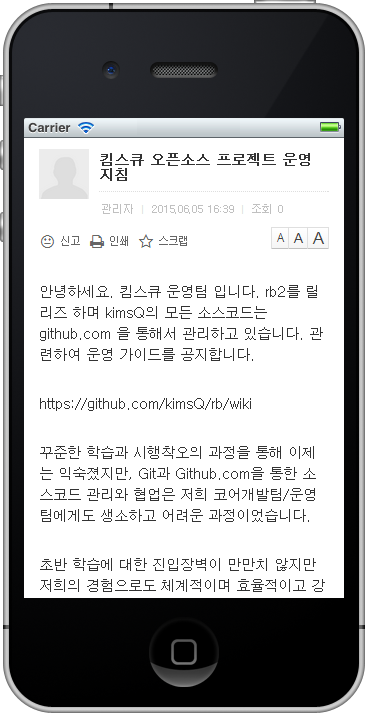 Carrier
킴스큐 오픈소스 프로젝트 운영
지침
관리자 | 2015.06.05 16:39 | 조회 0
신고 인쇄 스크랩 A A A
안녕하세요. 킴스큐 운영팀 입니다. rb2를 릴
리즈 하며 kimsQ의 모든 소스코드는
github.com 을 통해서 관리하고 있습니다. 관
련하여 운영 가이드를 공지합니다.
https://github.com/kimsQ/rb/wiki
꾸준한 학습과 시행착오의 과정을 통해 이제
는 익숙졌지만, Git과 Github.com을 통한 소
스코드 관리와 협업은 저희 코어개발팀/운영
팀에게도 생소하고 어려운 과정이었습니다.
초반 학습에 대한 진입장벽이 만만치 않지만
저희의 경험으로도 체계적이며 효율적이고 강